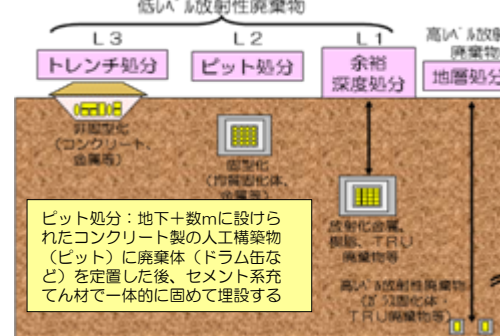 低ﾚﾍﾞﾙ放射性廃棄物
L3
L2
L1
高ﾚﾍﾞﾙ放射
廃棄物
トレンチ処分
ピット処分
余裕
深度処分
地層処分
非固型化
(コンクリート、
金属等)
固型化
(均質固化体、
金属等)
放射化金属、
樹脂、TRU
廃棄物等
高ﾚﾍﾞﾙ放射性廃棄物
(ｶﾞﾗｽ固化体・
TRU廃棄物等)
ピット処分：地下＋数mに設けら
れたコンクリート製の人工構築物
（ピット）に廃棄体（ドラム缶な
ど）を定置した後、セメント系充
てん材で一体的に固めて埋設する